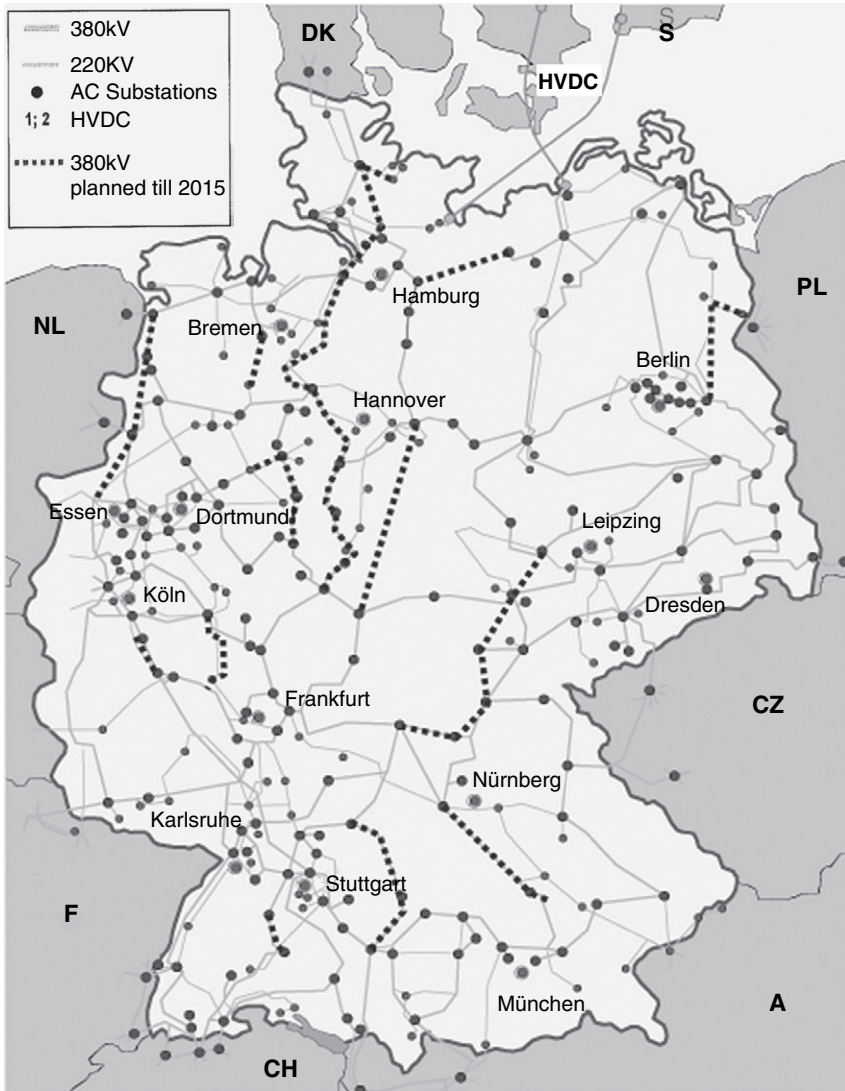 380kV
220KV
AC Substations
1; 2 HVDC
380kV
planned till 2015
DK
S
S
HVDC
NL
PL
Hamburg
Bremen
Berlin
Hannover
Essen
Dortmund
Leipzing
Köln
Dresden
Frankfurt
CZ
Nürnberg
Karlsruhe
Stuttgart
F
München
A
CH